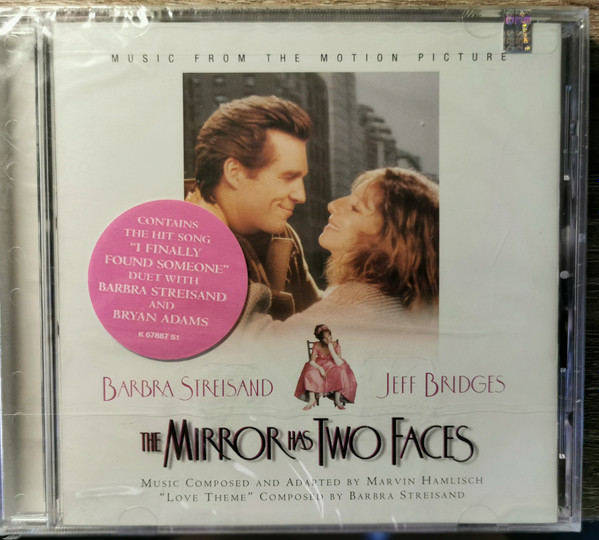 MUSIC FROM THE MOTION PICTURE
CONTAINS
THE HIT SONG
"I FINALLY
FOUND SOMEONE"
DUET WITH
BARBRA STREISAND
AND
BRYAN ADAMS
K 67887 S1
BARBRA STREISAND JEFF BRIDGES
THE MIRROR HAS TWO FACES
MUSIC COMPOSED AND ADAPTED BY MARVIN HAMLISCH
"LOVE THEME" COMPOSED BY BARBRA STREISAND